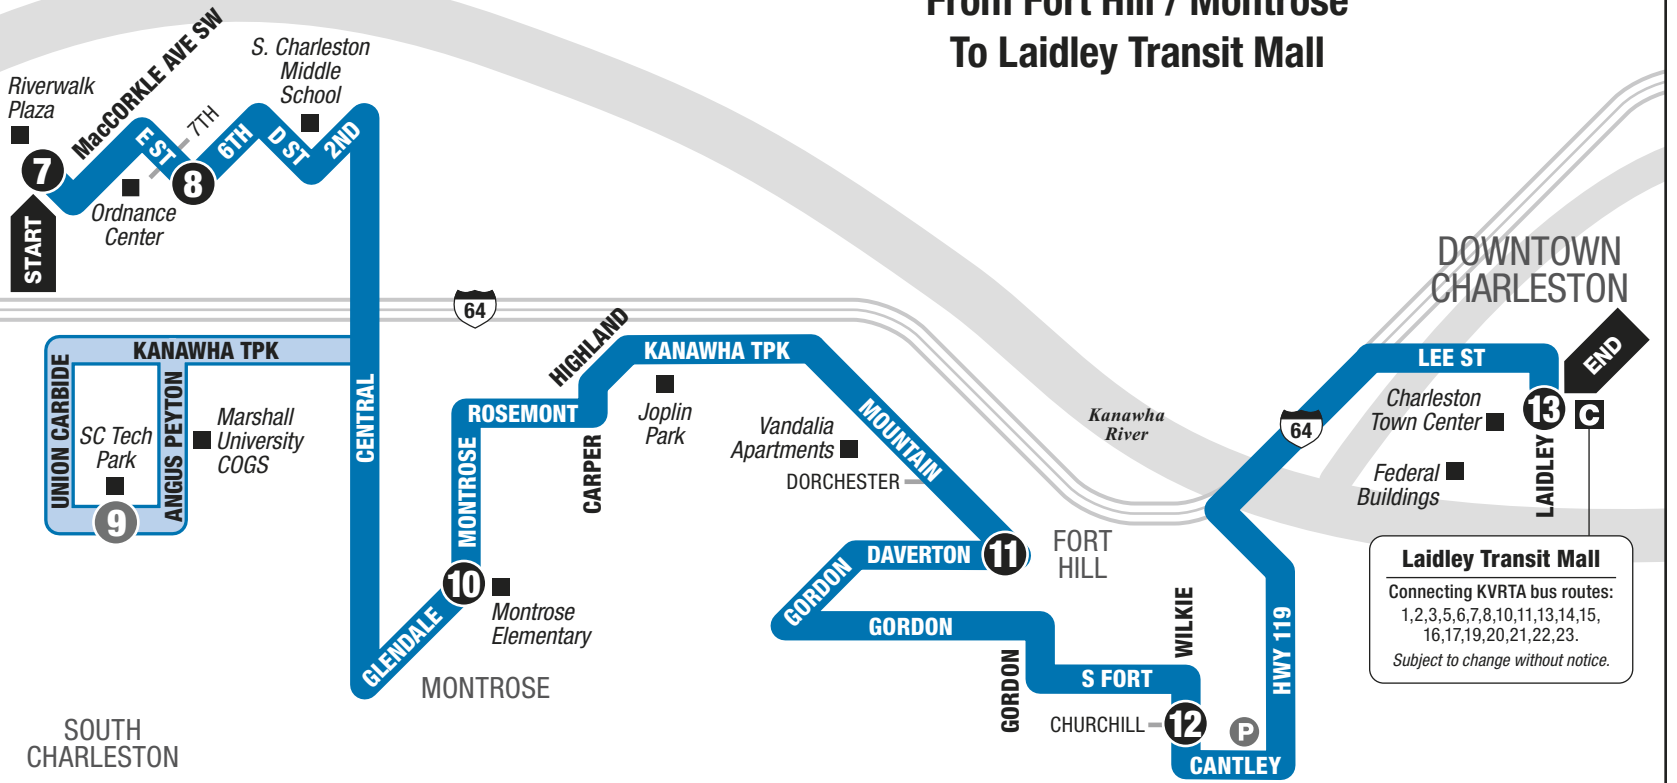 From Fort Hill / Montrose
To Laidley Transit Mall
MacCORKLE AVE SW
Riverwalk
Plaza
7
START
E ST
7TH
8
Ordnance
Center
6TH
D ST
S. Charleston
Middle
School
2ND
64
KANAWHA TPK
UNION CARBIDE
SC Tech
Park
9
ANGUS PEYTON
Marshall
University
COGS
CENTRAL
GLENDALE
10
Montrose
Elementary
MONTROSE
MONTROSE
ROSEMONT
CARPER
HIGHLAND
KANAWHA TPK
Joplin
Park
MOUNTAIN
Vandalia
Apartments
DORCHESTER
11
FORT
HILL
DAVERTON
GORDON
GORDON
GORDON
S FORT
WILKIE
CHURCHILL
12
P
CANTLEY
HWY 119
Kanawha
River
64
LEE ST
DOWNTOWN
CHARLESTON
END
13
C
LAIDLEY
Charleston
Town Center
Federal
Buildings
Laidley Transit Mall
Connecting KVRTA bus routes:
1,2,3,5,6,7,8,10,11,13,14,15,
16,17,19,20,21,22,23.
Subject to change without notice.
SOUTH
CHARLESTON